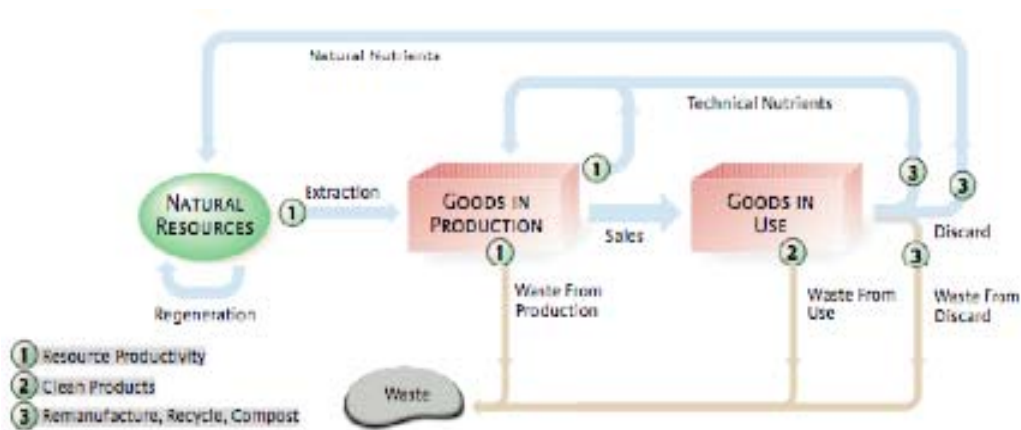 Natural Nutrients
Technical Nutrients
NATURAL
RESOURCES
1
Extraction
GOODS IN
PRODUCTION
1
1
Sales
GOODS IN
USE
2
3
3
Discard
3
Regeneration
Waste From
Production
Waste From
Use
Waste From
Discard
Waste
1 Resource Productivity
2 Clean Products
3 Remanufacture, Recycle, Compost